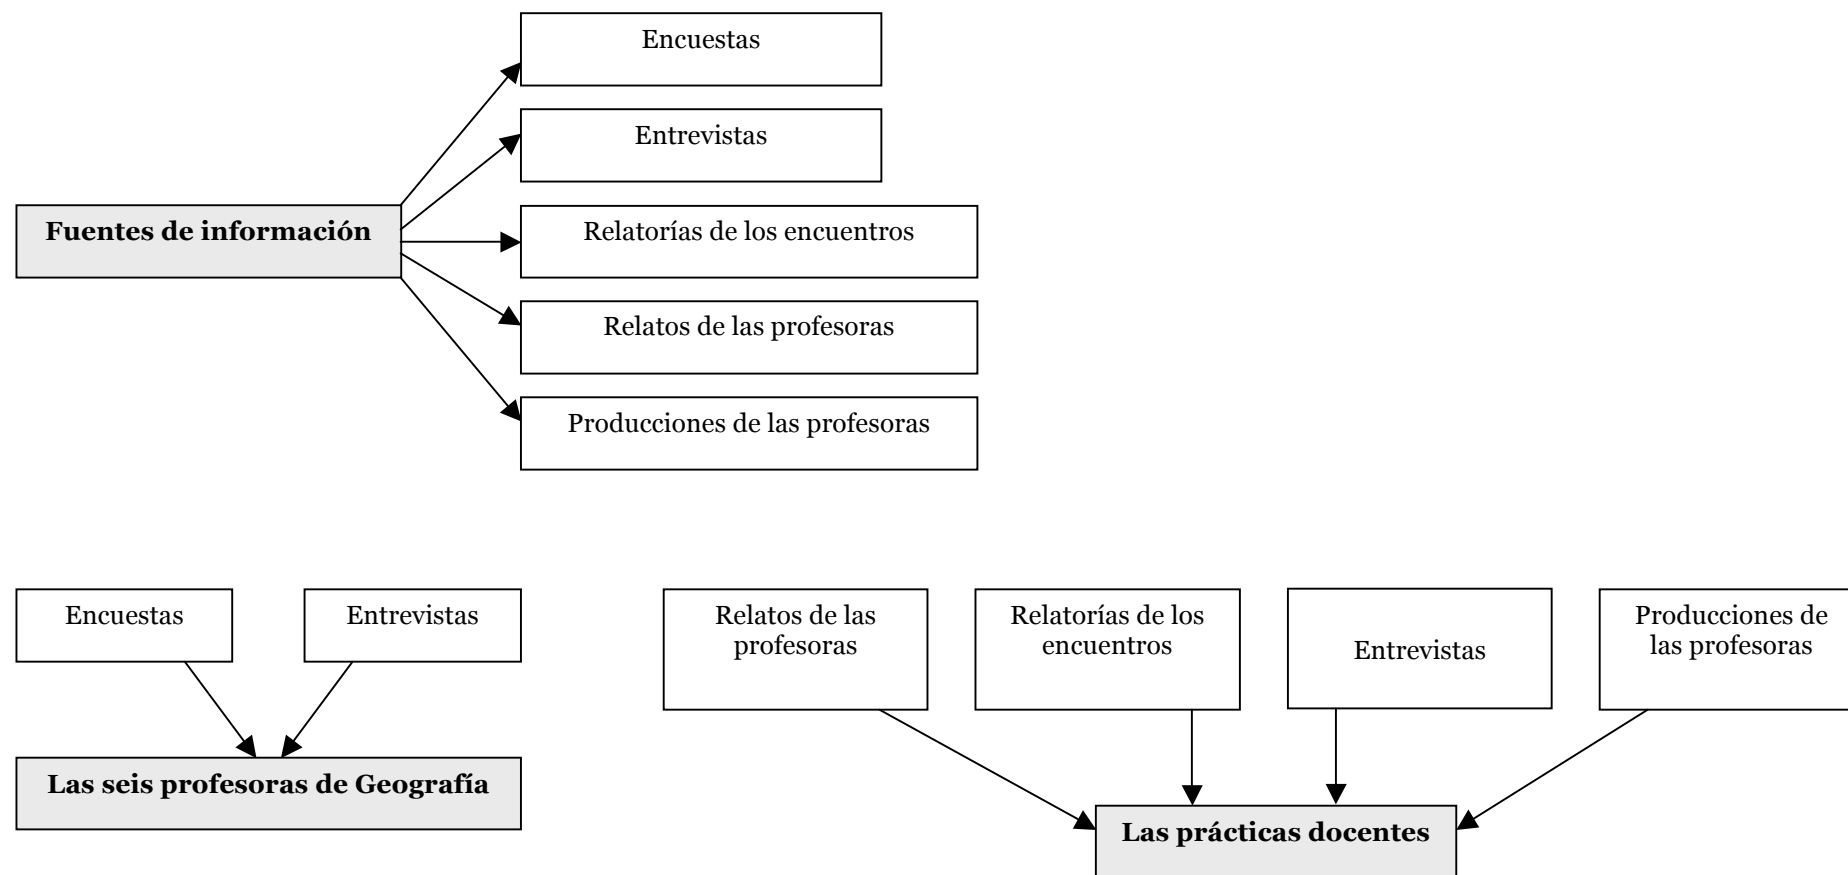 Encuestas
Entrevistas
Fuentes de información
Relatorías de los encuentros
Relatos de las profesoras
Producciones de las profesoras
Encuestas
Entrevistas
Las seis profesoras de Geografía
Relatos de las
profesoras
Relatorías de los
encuentros
Entrevistas
Producciones de
las profesoras
Las prácticas docentes